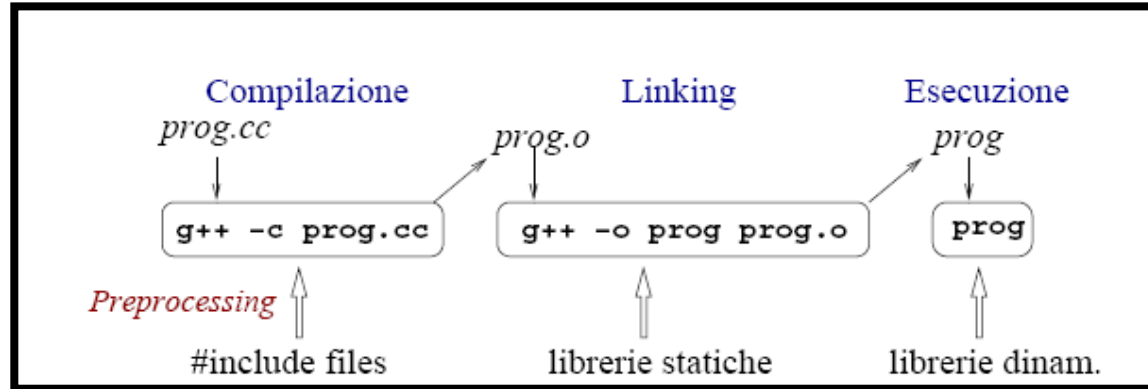 Compilazione Linking Esecuzione
prog.cc prog.o prog
g++ -c prog.cc g++ -o prog prog.o prog
Preprocessing
#include files librerie statiche librerie dinam.